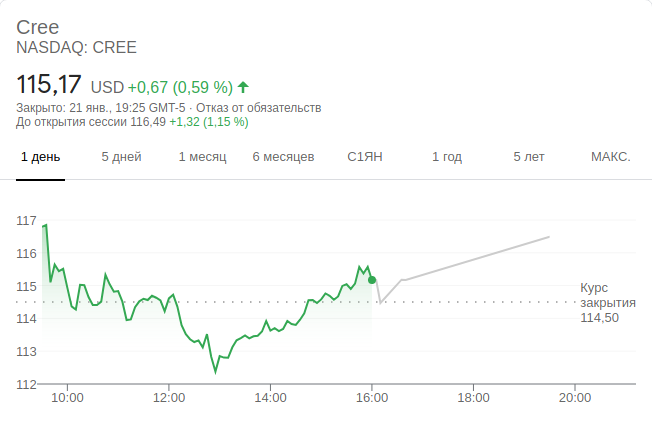 Cree
NASDAQ: CREE
115,17 USD +0,67 (0,59 %)
Закрыто: 21 янв., 19:25 GMT-5 · Отказ от обязательств
До открытия сессии 116,49 +1,32 (1,15 %)
1 день 5 дней 1 месяц 6 месяцев С1ЯН 1 год 5 лет МАКС.
117
116
115
114
113
112
Курс
закрытия
114,50
10:00 12:00 14:00 16:00 18:00 20:00